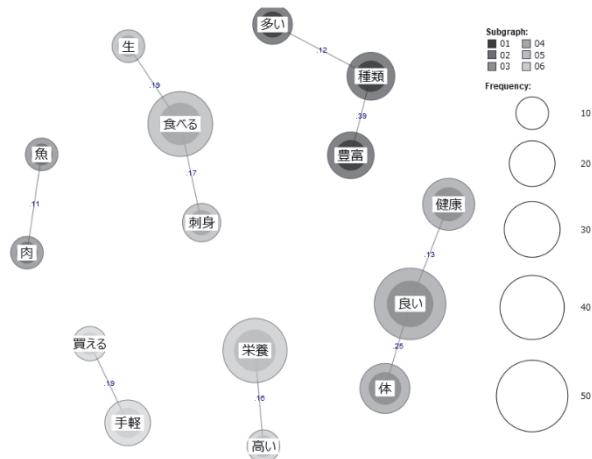 多い
生
.12
種類
.19
食べる
.39
豊富
魚
.17
.11
刺身
肉
健康
.13
良い
.25
体
買える
栄養
.19
.16
手軽
高い
Subgraph:
01 04
02 05
03 06
Frequency:
10
20
30
40
50